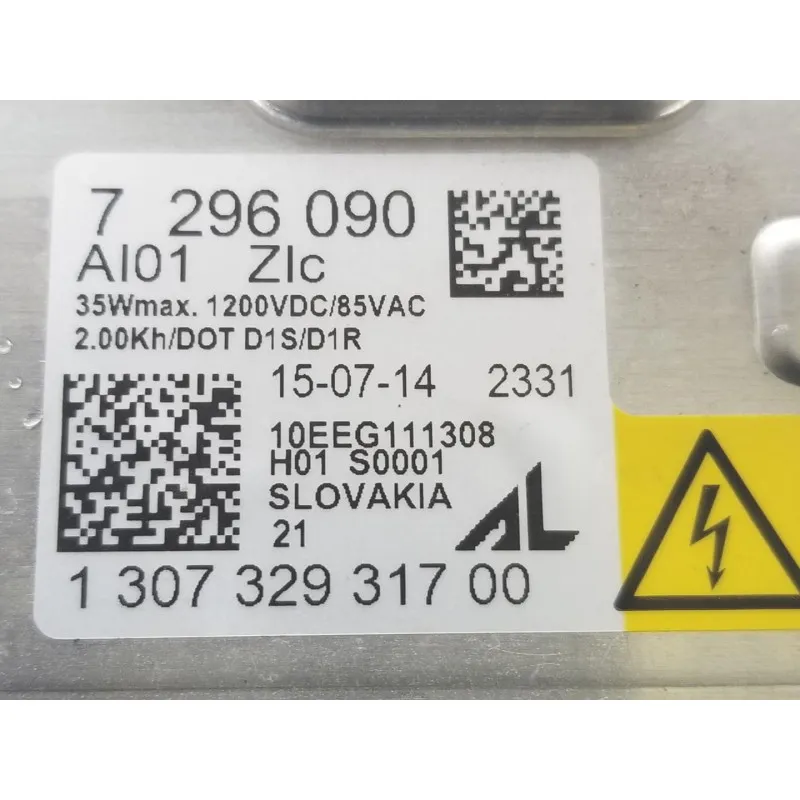 7 296 090
AI01 ZIc
35Wmax. 1200VDC/85VAC
2.00Kh/DOT D1S/D1R
15-07-14 2331
10EEG111308
H01 S0001
SLOVAKIA
21
AL
1 307 329 317 00